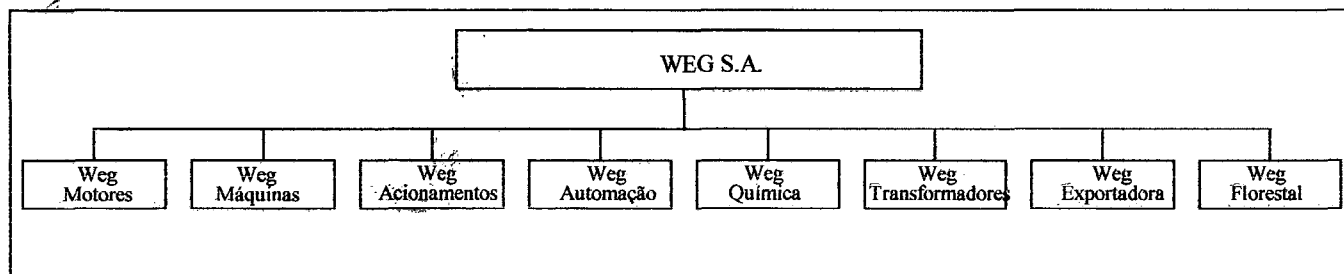 WEG S.A.
Weg
Motores
Weg
Máquinas
Weg
Acionamentos
Weg
Automação
Weg
Química
Weg
Transformadores
Weg
Exportadora
Weg
Florestal